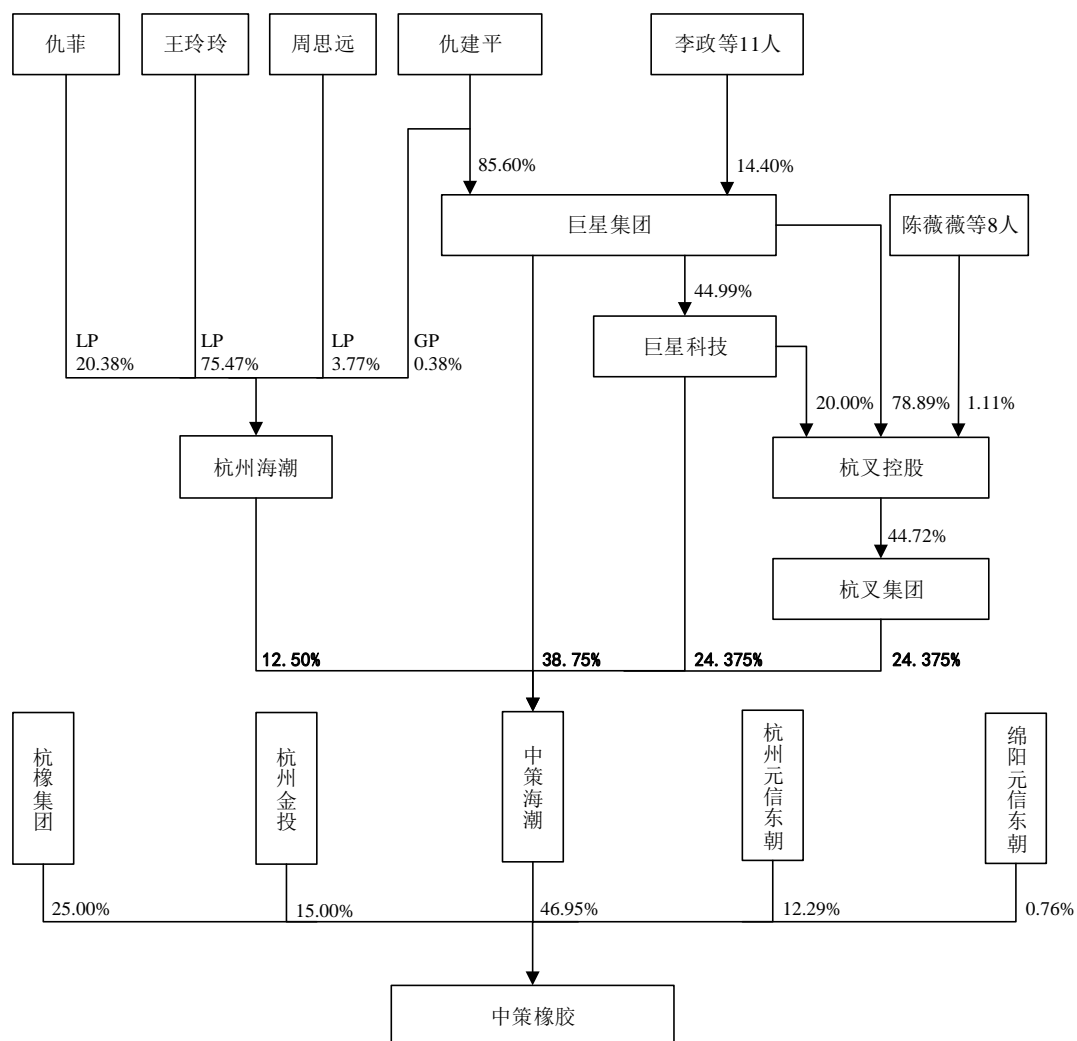 仇菲
王玲玲
周思远
仇建平
李政等11人
85.60%
14.40%
巨星集团
陈薇薇等8人
44.99%
巨星科技
LP
20.38%
LP
75.47%
LP
3.77%
GP
0.38%
20.00%
78.89%
1.11%
杭州海潮
杭叉控股
44.72%
杭叉集团
12.50%
38.75%
24.375%
24.375%
杭橡集团
杭州金投
中策海潮
杭州元信东朝
绵阳元信东朝
25.00%
15.00%
46.95%
12.29%
0.76%
中策橡胶